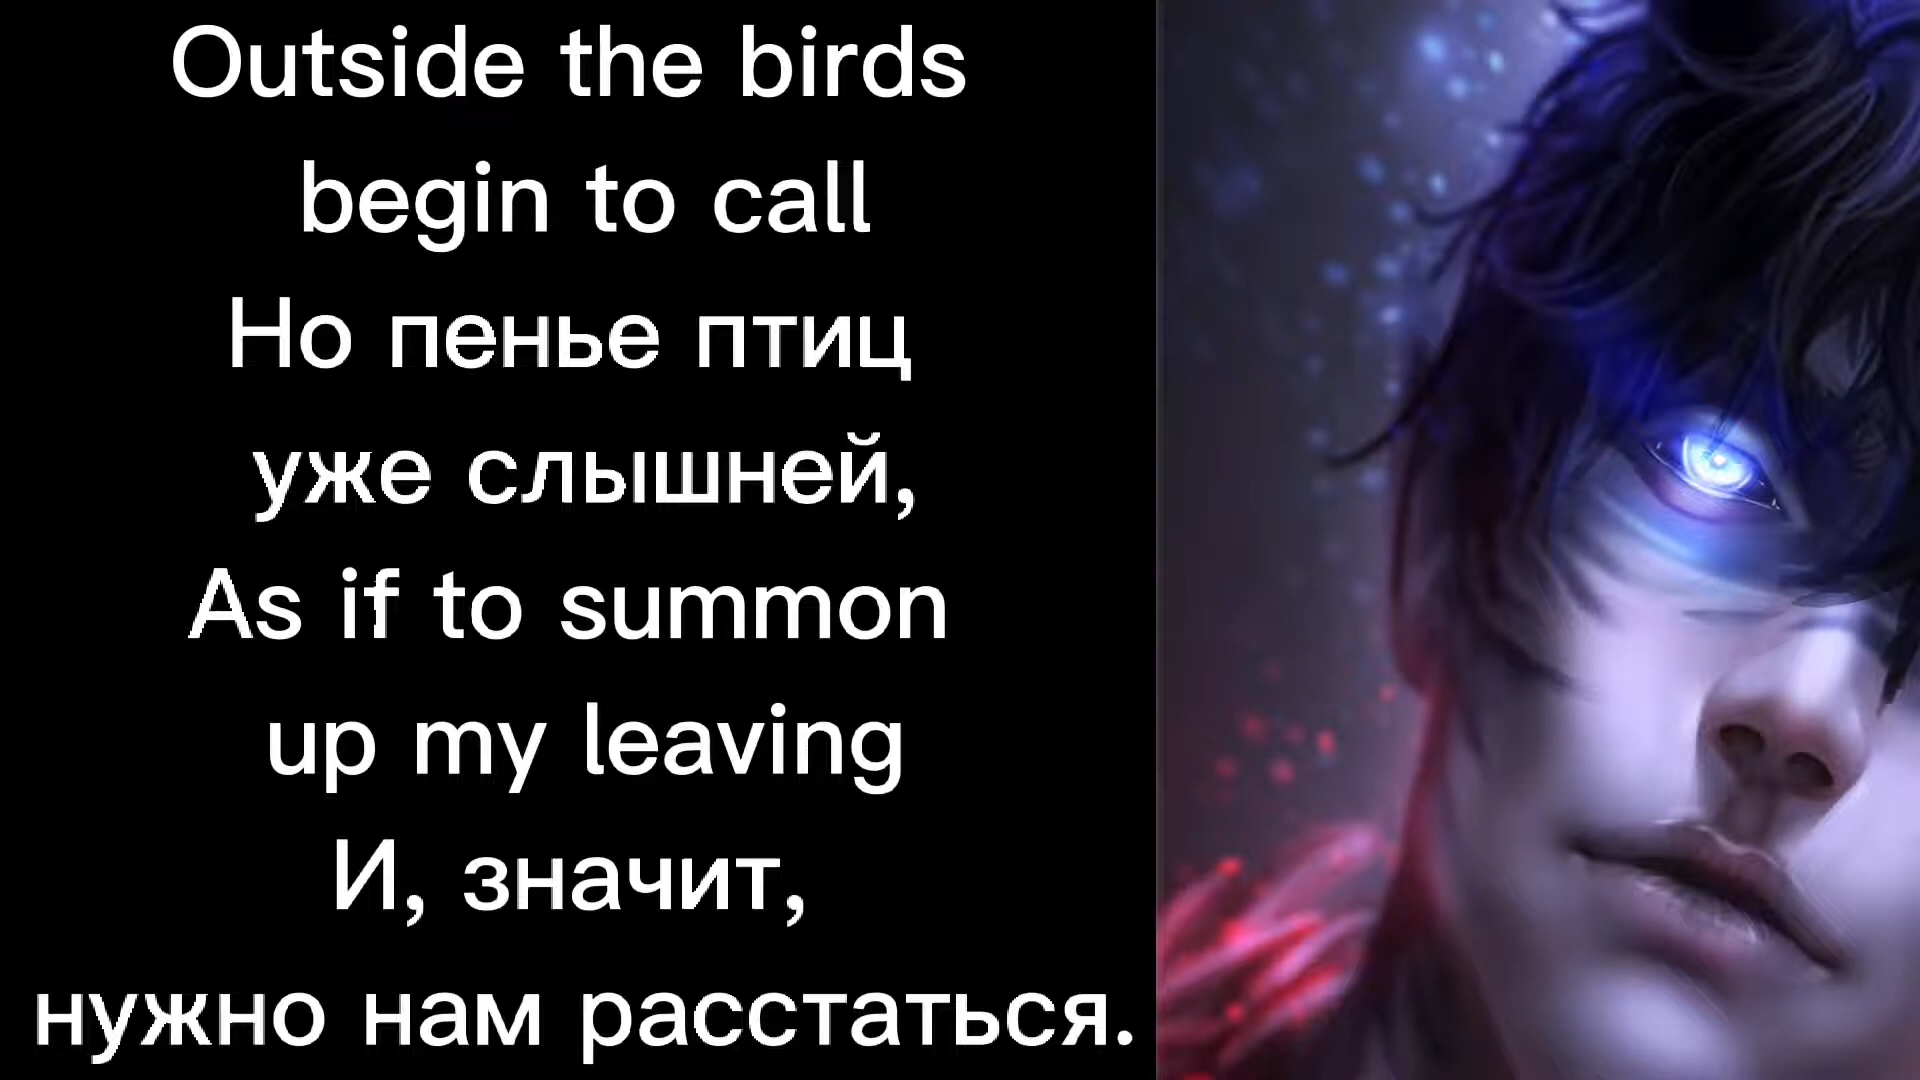 Outside the birds
begin to call
Но пенье птиц
уже слышней,
As if to summon
up my leaving
И, значит,
нужно нам расстаться.